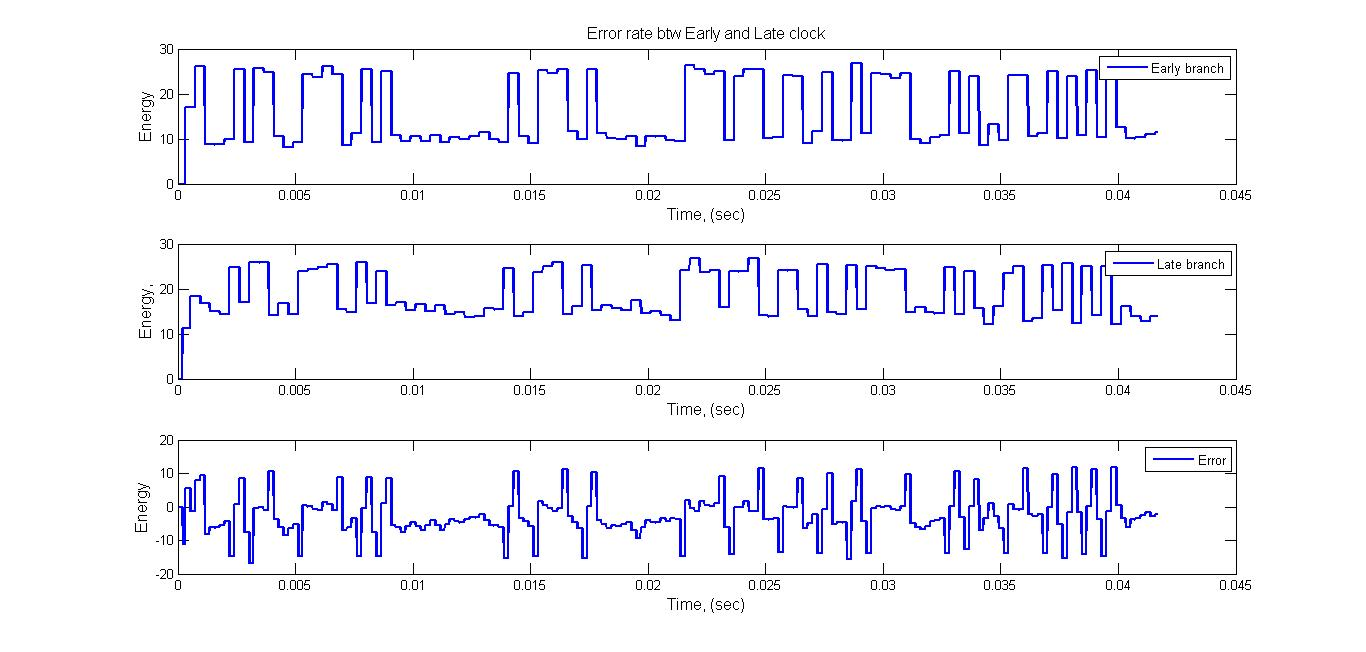 Error rate btw Early and Late clock
30
20
10
0
Energy
Early branch
0 0.005 0.01 0.015 0.02 0.025 0.03 0.035 0.04 0.045
Time, (sec)
30
20
10
0
Energy,
Late branch
0 0.005 0.01 0.015 0.02 0.025 0.03 0.035 0.04 0.045
Time, (sec)
20
10
0
-10
-20
Energy
Error
0 0.005 0.01 0.015 0.02 0.025 0.03 0.035 0.04 0.045
Time, (sec)